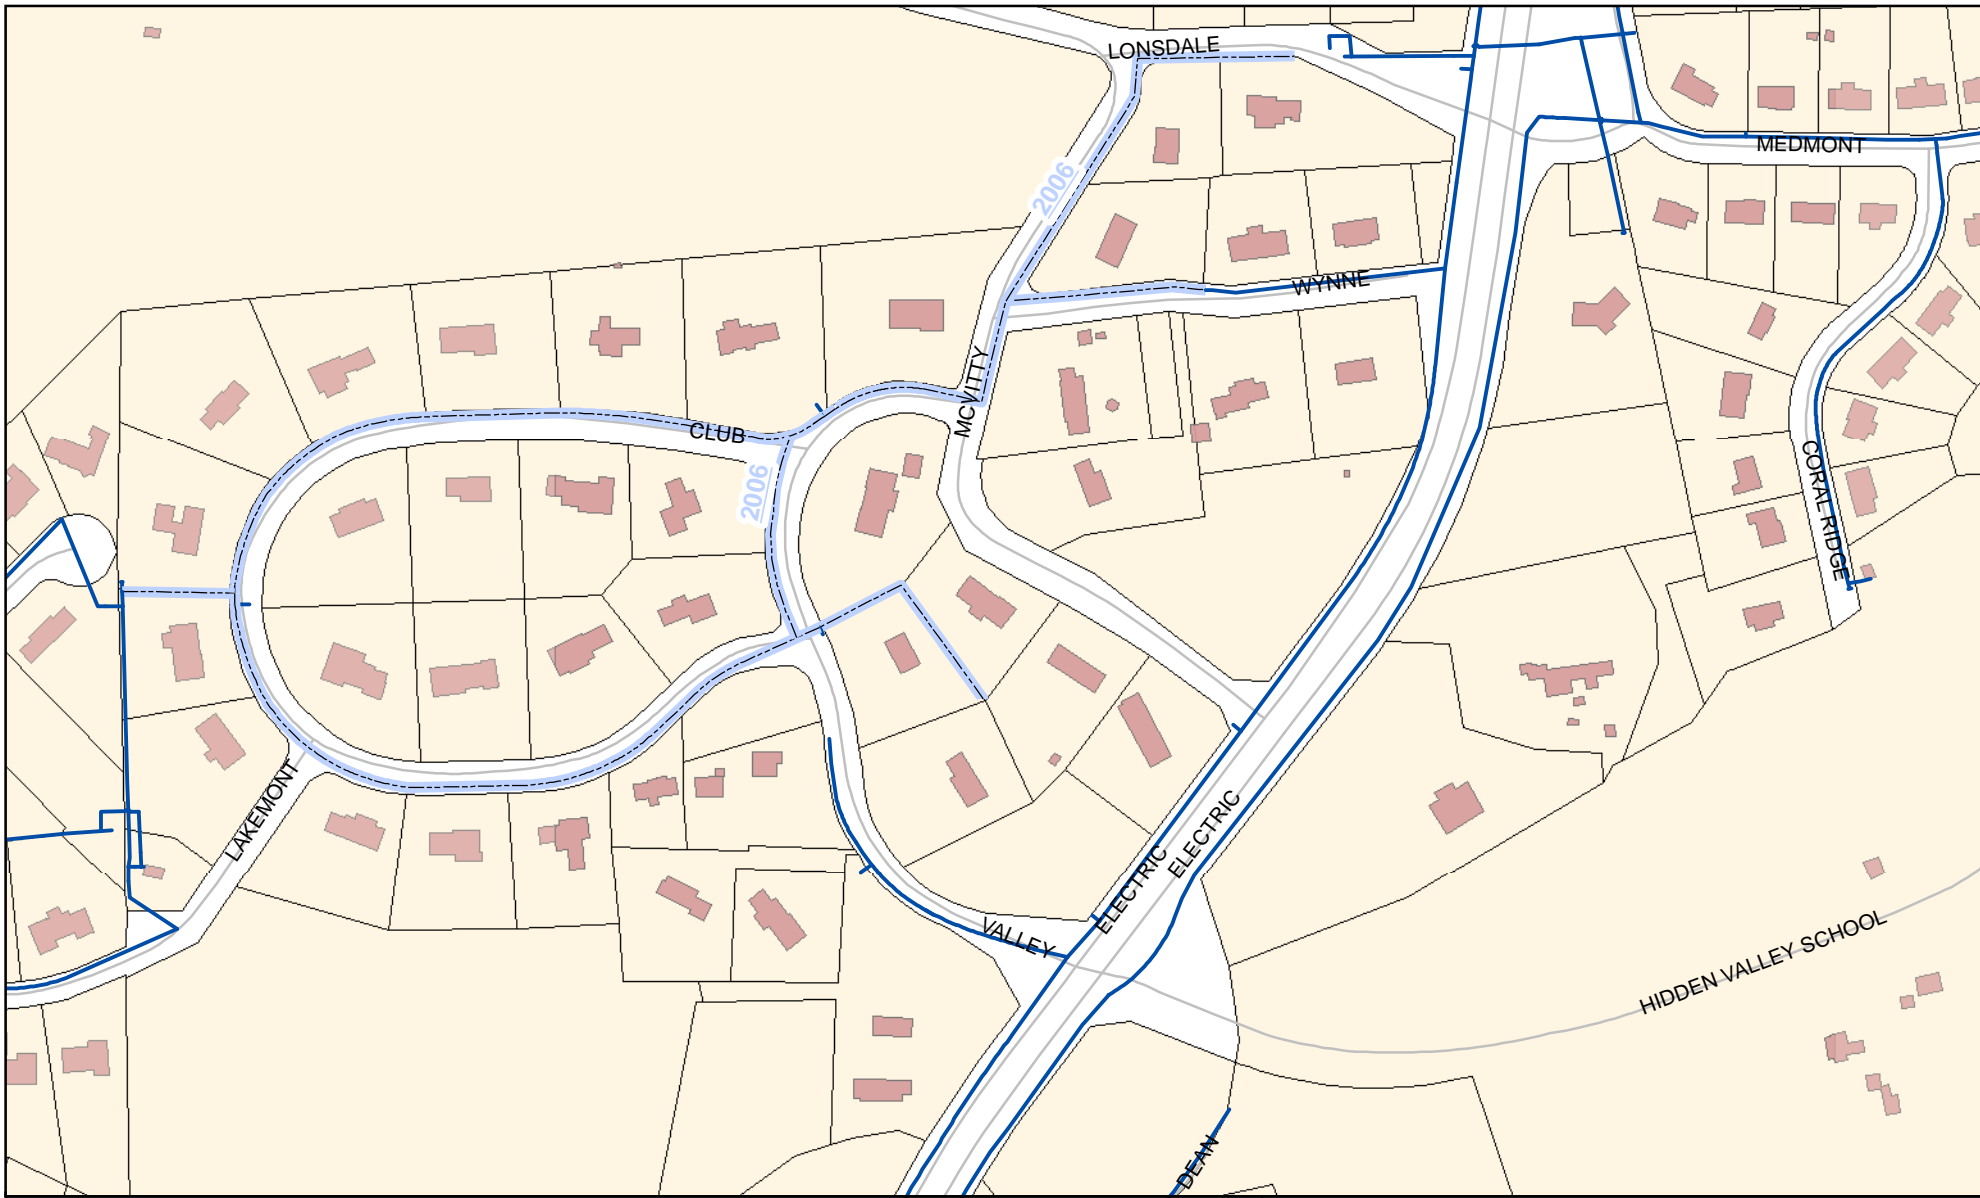 LONSDALE
MEDMONT
2006
WYNNE
MCVITTY
CLUB
2006
CORAL RIDGE
LAKEMONT
ELECTRIC
ELECTRIC
VALLEY
HIDDEN VALLEY SCHOOL
DEAN